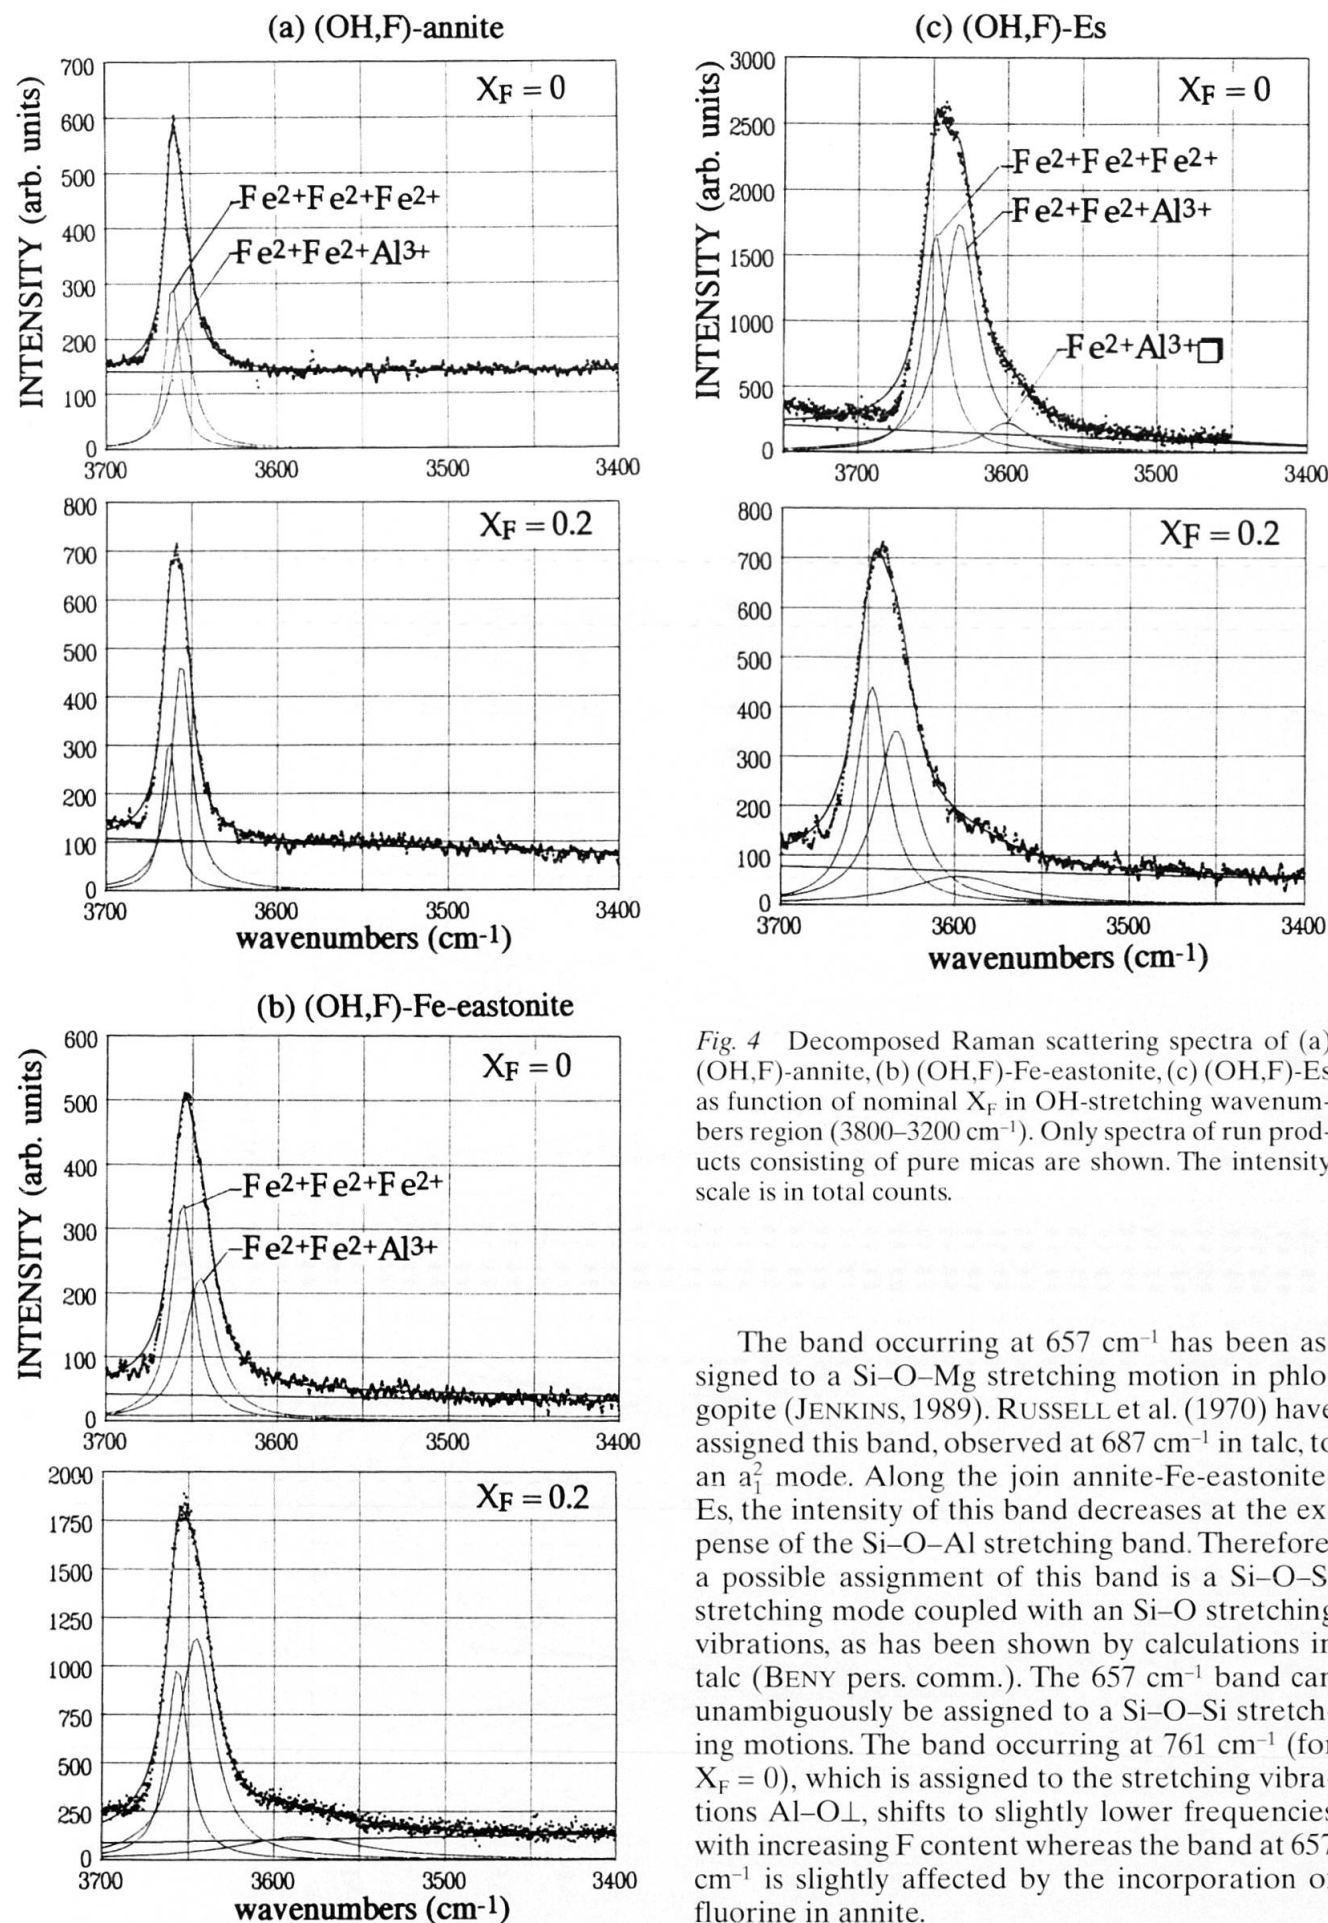 (a) (OH,F)-annite
INTENSITY (arb. units)
700
600
500
400
300
200
100
0
XF = 0
Fe2+Fe2+Fe2+
Fe2+Fe2+Al3+
3700 3600 3500 3400
800
700
600
500
400
300
200
100
0
XF = 0.2
3700 3600 3500 3400
wavenumbers (cm-1)
(b) (OH,F)-Fe-eastonite
INTENSITY (arb. units)
600
500
400
300
200
100
0
XF = 0
Fe2+Fe2+Fe2+
Fe2+Fe2+Al3+
3700 3600 3500 3400
2000
1750
1500
1250
1000
750
500
250
0
XF = 0.2
3700 3600 3500 3400
wavenumbers (cm-1)
(c) (OH,F)-Es
INTENSITY (arb. units)
3000
2500
2000
1500
1000
500
0
XF = 0
Fe2+Fe2+Fe2+
Fe2+Fe2+Al3+
Fe2+Al3+❒
3700 3600 3500 3400
800
700
600
500
400
300
200
100
0
XF = 0.2
3700 3600 3500 3400
wavenumbers (cm-1)
Fig. 4 Decomposed Raman scattering spectra of (a)
(OH,F)-annite, (b) (OH,F)-Fe-eastonite, (c) (OH,F)-Es
as function of nominal XF in OH-stretching wavenum-
bers region (3800–3200 cm⁻¹). Only spectra of run prod-
ucts consisting of pure micas are shown. The intensity
scale is in total counts.
The band occurring at 657 cm⁻¹ has been as
signed to a Si–O–Mg stretching motion in phlo
gopite (JENKINS, 1989). RUSSELL et al. (1970) have
assigned this band, observed at 687 cm⁻¹ in talc, to
an a₁² mode. Along the join annite-Fe-eastonite
Es, the intensity of this band decreases at the ex
pense of the Si–O–Al stretching band. Therefore
a possible assignment of this band is a Si–O–S
stretching mode coupled with an Si–O stretching
vibrations, as has been shown by calculations in
talc (BENY pers. comm.). The 657 cm⁻¹ band can
unambiguously be assigned to a Si–O–Si stretch
ing motions. The band occurring at 761 cm⁻¹ (for
XF = 0), which is assigned to the stretching vibra
tions Al–O⊥, shifts to slightly lower frequencies
with increasing F content whereas the band at 657
cm⁻¹ is slightly affected by the incorporation of
fluorine in annite.